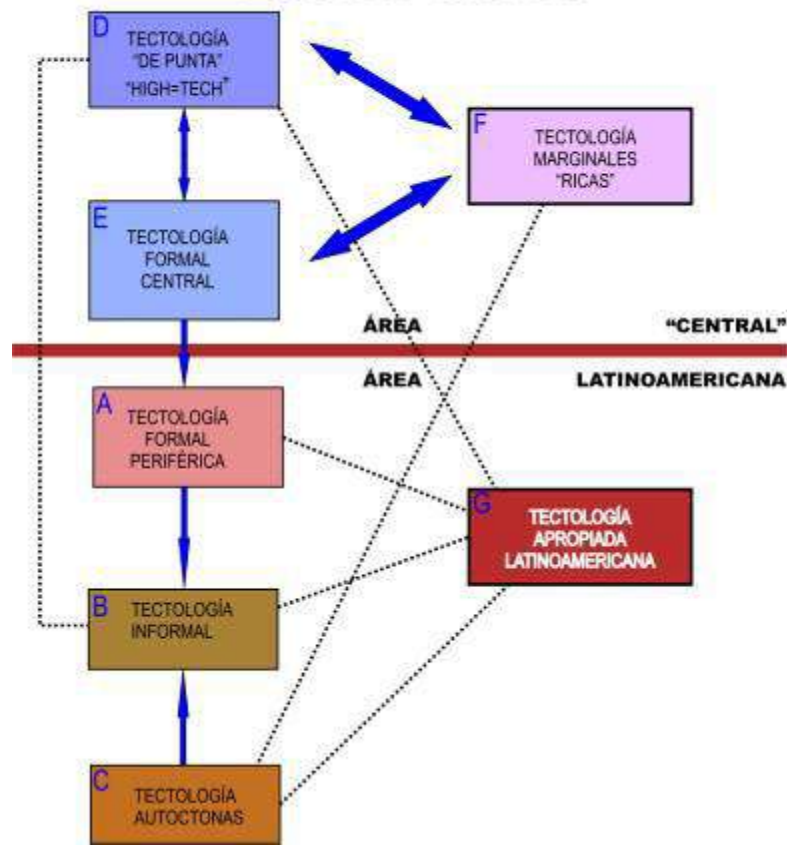 D
TECTOLOGÍA
"DE PUNTA"
"HIGH=TECH"
F
TECTOLOGÍA
MARGINALES
"RICAS"
E
TECTOLOGÍA
FORMAL
CENTRAL
ÁREA "CENTRAL"
ÁREA LATINOAMERICANA
A
TECTOLOGÍA
FORMAL
PERIFÉRICA
G
TECTOLOGÍA
APROPIADA
LATINOAMERICANA
B
TECTOLOGÍA
INFORMAL
C
TECTOLOGÍA
AUTOCTONAS